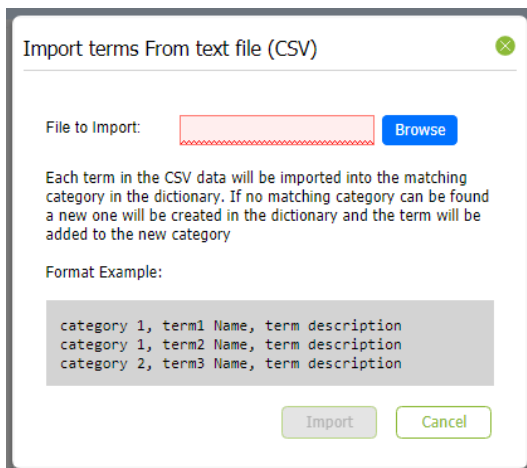 Import terms From text file (CSV)
File to Import:
Browse
Each term in the CSV data will be imported into the matching
category in the dictionary. If no matching category can be found
a new one will be created in the dictionary and the term will be
added to the new category
Format Example:
category 1, term1 Name, term description
category 1, term2 Name, term description
category 2, term3 Name, term description
Import
Cancel